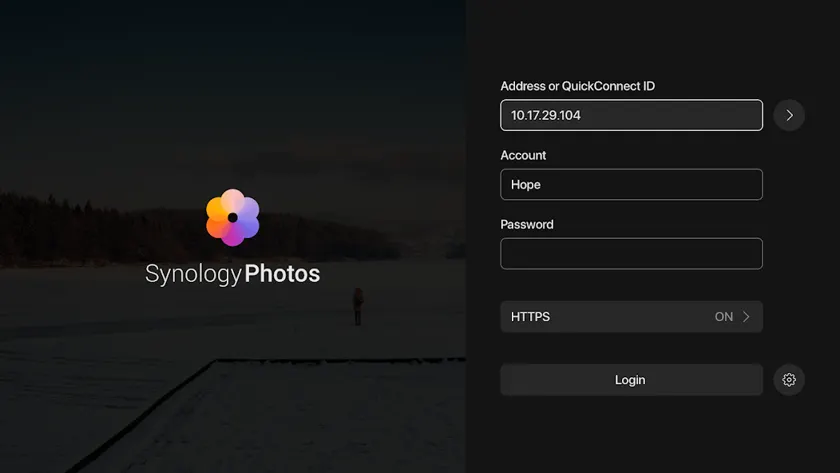 Synology Photos
Address or QuickConnect ID
10.17.29.104
Account
Hope
Password
HTTPS ON
Login